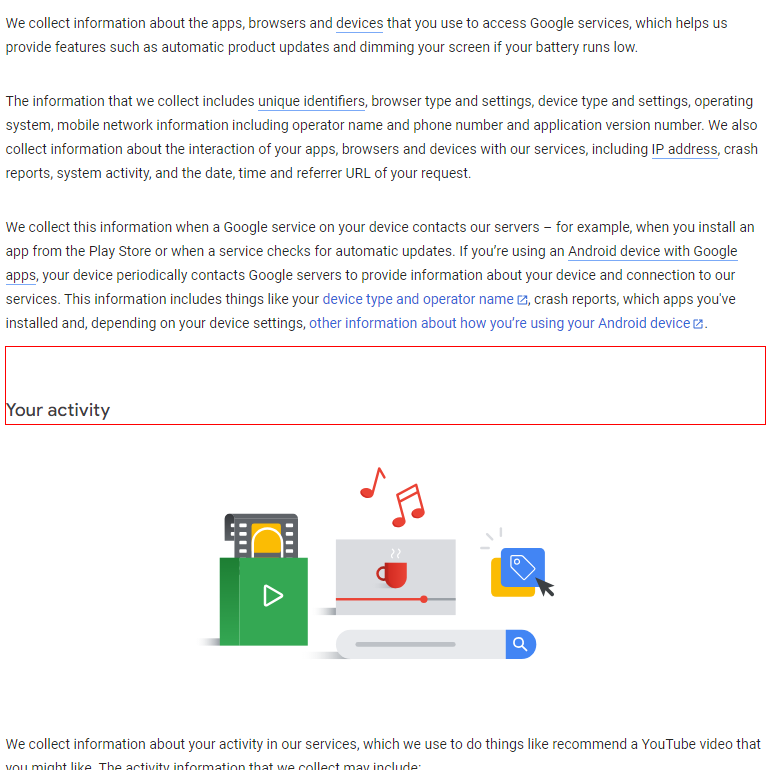 We collect information about the apps, browsers and devices that you use to access Google services, which helps us
provide features such as automatic product updates and dimming your screen if your battery runs low.
The information that we collect includes unique identifiers, browser type and settings, device type and settings, operating
system, mobile network information including operator name and phone number and application version number. We also
collect information about the interaction of your apps, browsers and devices with our services, including IP address, crash
reports, system activity, and the date, time and referrer URL of your request.
We collect this information when a Google service on your device contacts our servers – for example, when you install an
app from the Play Store or when a service checks for automatic updates. If you’re using an Android device with Google
apps, your device periodically contacts Google servers to provide information about your device and connection to our
services. This information includes things like your device type and operator name, crash reports, which apps you've
installed and, depending on your device settings, other information about how you’re using your Android device.
Your activity
We collect information about your activity in our services, which we use to do things like recommend a YouTube video that
you might like. The activity information that we collect may include: